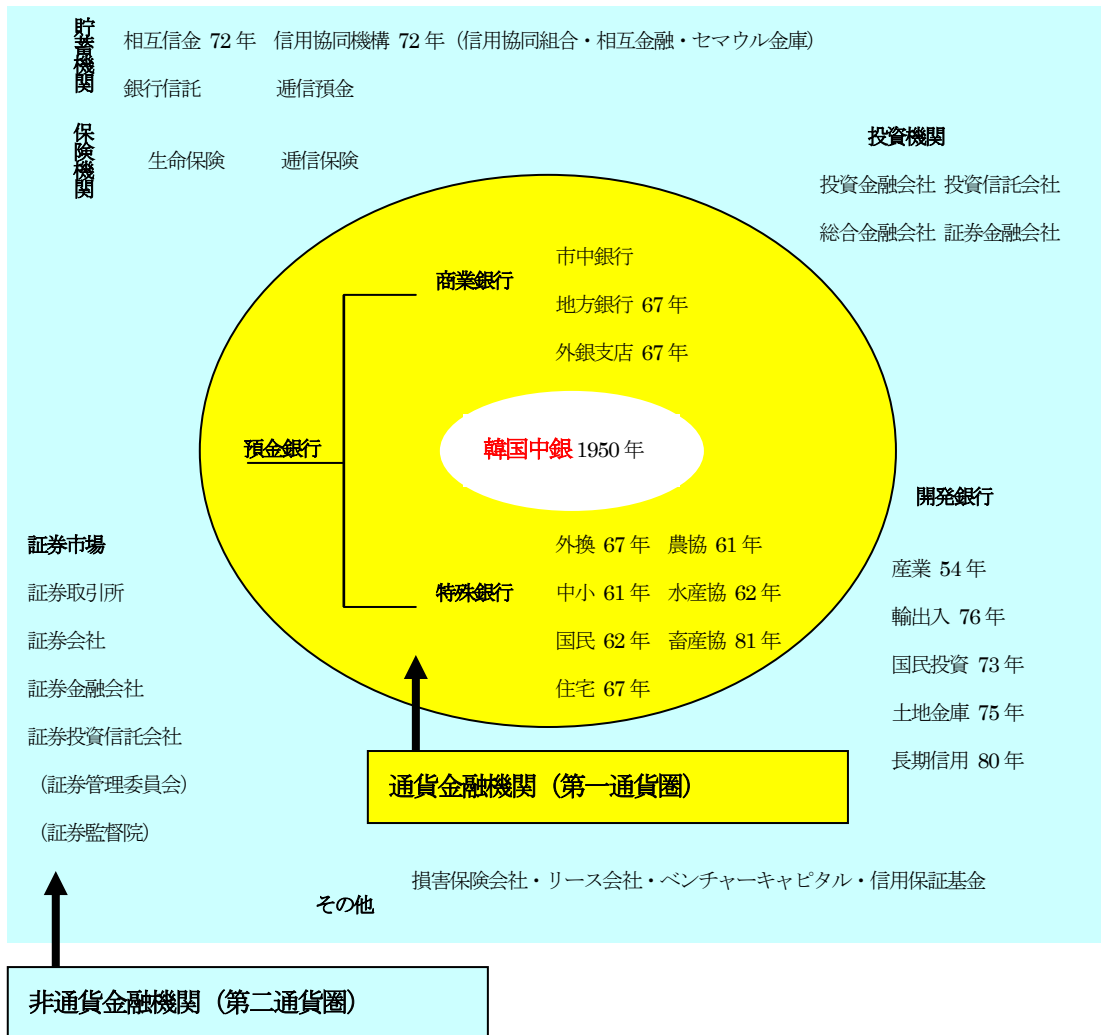 貯蓄機関
相互信金 72年 信用協同機構 72年（信用協同組合・相互金融・セマウル金庫）
銀行信託 逓信預金
保険機関
生命保険 逓信保険
投資機関
投資金融会社 投資信託会社
総合金融会社 証券金融会社
商業銀行
市中銀行
地方銀行 67年
外銀支店 67年
預金銀行
韓国中銀 1950年
特殊銀行
外換 67年 農協 61年
中小 61年 水産協 62年
国民 62年 畜産協 81年
住宅 67年
開発銀行
産業 54年
輸出入 76年
国民投資 73年
土地金庫 75年
長期信用 80年
証券市場
証券取引所
証券会社
証券金融会社
証券投資信託会社
（証券管理委員会）
（証券監督院）
通貨金融機関（第一通貨圏）
その他
損害保険会社・リース会社・ベンチャーキャピタル・信用保証基金
非通貨金融機関（第二通貨圏）